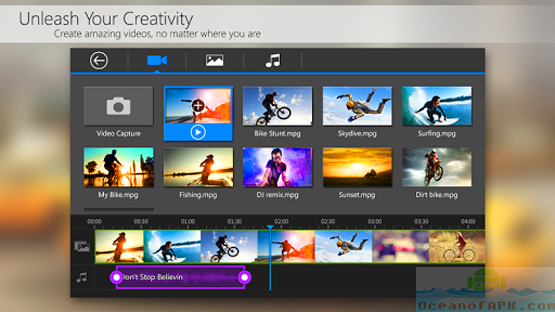 Unleash Your Creativity
Create amazing videos, no matter where you are
Video Capture
Bike Stunt.mpg
Skydive.mpg
Surfing.mpg
My Bike.mpg
Fishing.mpg
DJ remix.mpg
Sunset.mpg
Dirt bike.mpg
00:00 00:30 01:00 01:30 02:00 02:30 03:00 03:30 04:00
Don't Stop Believin
OceanofAPK.com